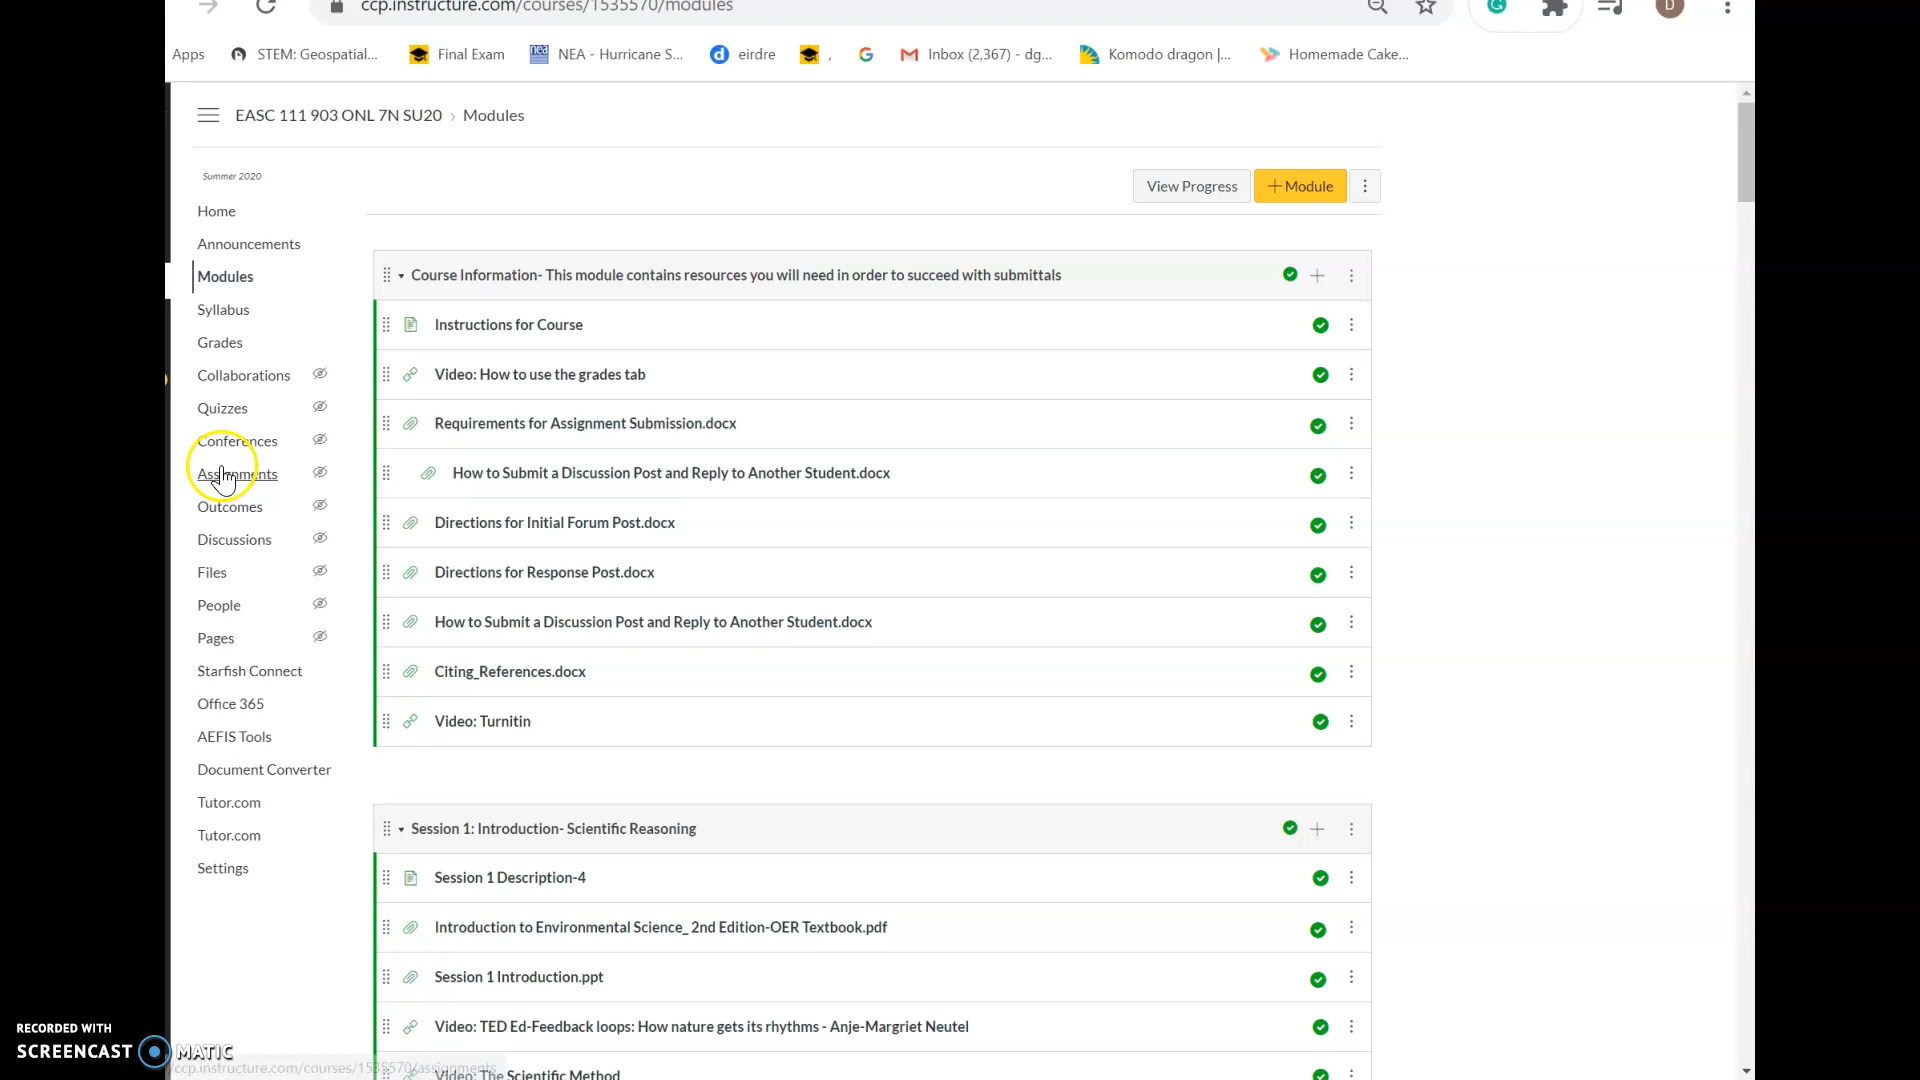 ccp.instructure.com/courses/1535570/modules
D
Apps
STEM: Geospatial...
Final Exam
nea
NEA - Hurricane S...
d
eirdre
,
G
Inbox (2,367) - dg...
Komodo dragon |...
Homemade Cake...
EASC 111 903 ONL 7N SU20 › Modules
Summer 2020
View Progress
+ Module
Home
Announcements
Modules
Syllabus
Grades
Collaborations
Quizzes
Conferences
Assignments
Outcomes
Discussions
Files
People
Pages
Starfish Connect
Office 365
AEFIS Tools
Document Converter
Tutor.com
Tutor.com
Settings
Course Information- This module contains resources you will need in order to succeed with submittals
Instructions for Course
Video: How to use the grades tab
Requirements for Assignment Submission.docx
How to Submit a Discussion Post and Reply to Another Student.docx
Directions for Initial Forum Post.docx
Directions for Response Post.docx
How to Submit a Discussion Post and Reply to Another Student.docx
Citing_References.docx
Video: Turnitin
Session 1: Introduction- Scientific Reasoning
Session 1 Description-4
Introduction to Environmental Science_ 2nd Edition-OER Textbook.pdf
Session 1 Introduction.ppt
Video: TED Ed-Feedback loops: How nature gets its rhythms - Anje-Margriet Neutel
Video: The Scientific Method
RECORDED WITH
SCREENCAST MATIC
/ccp.instructure.com/courses/1535570/assignments